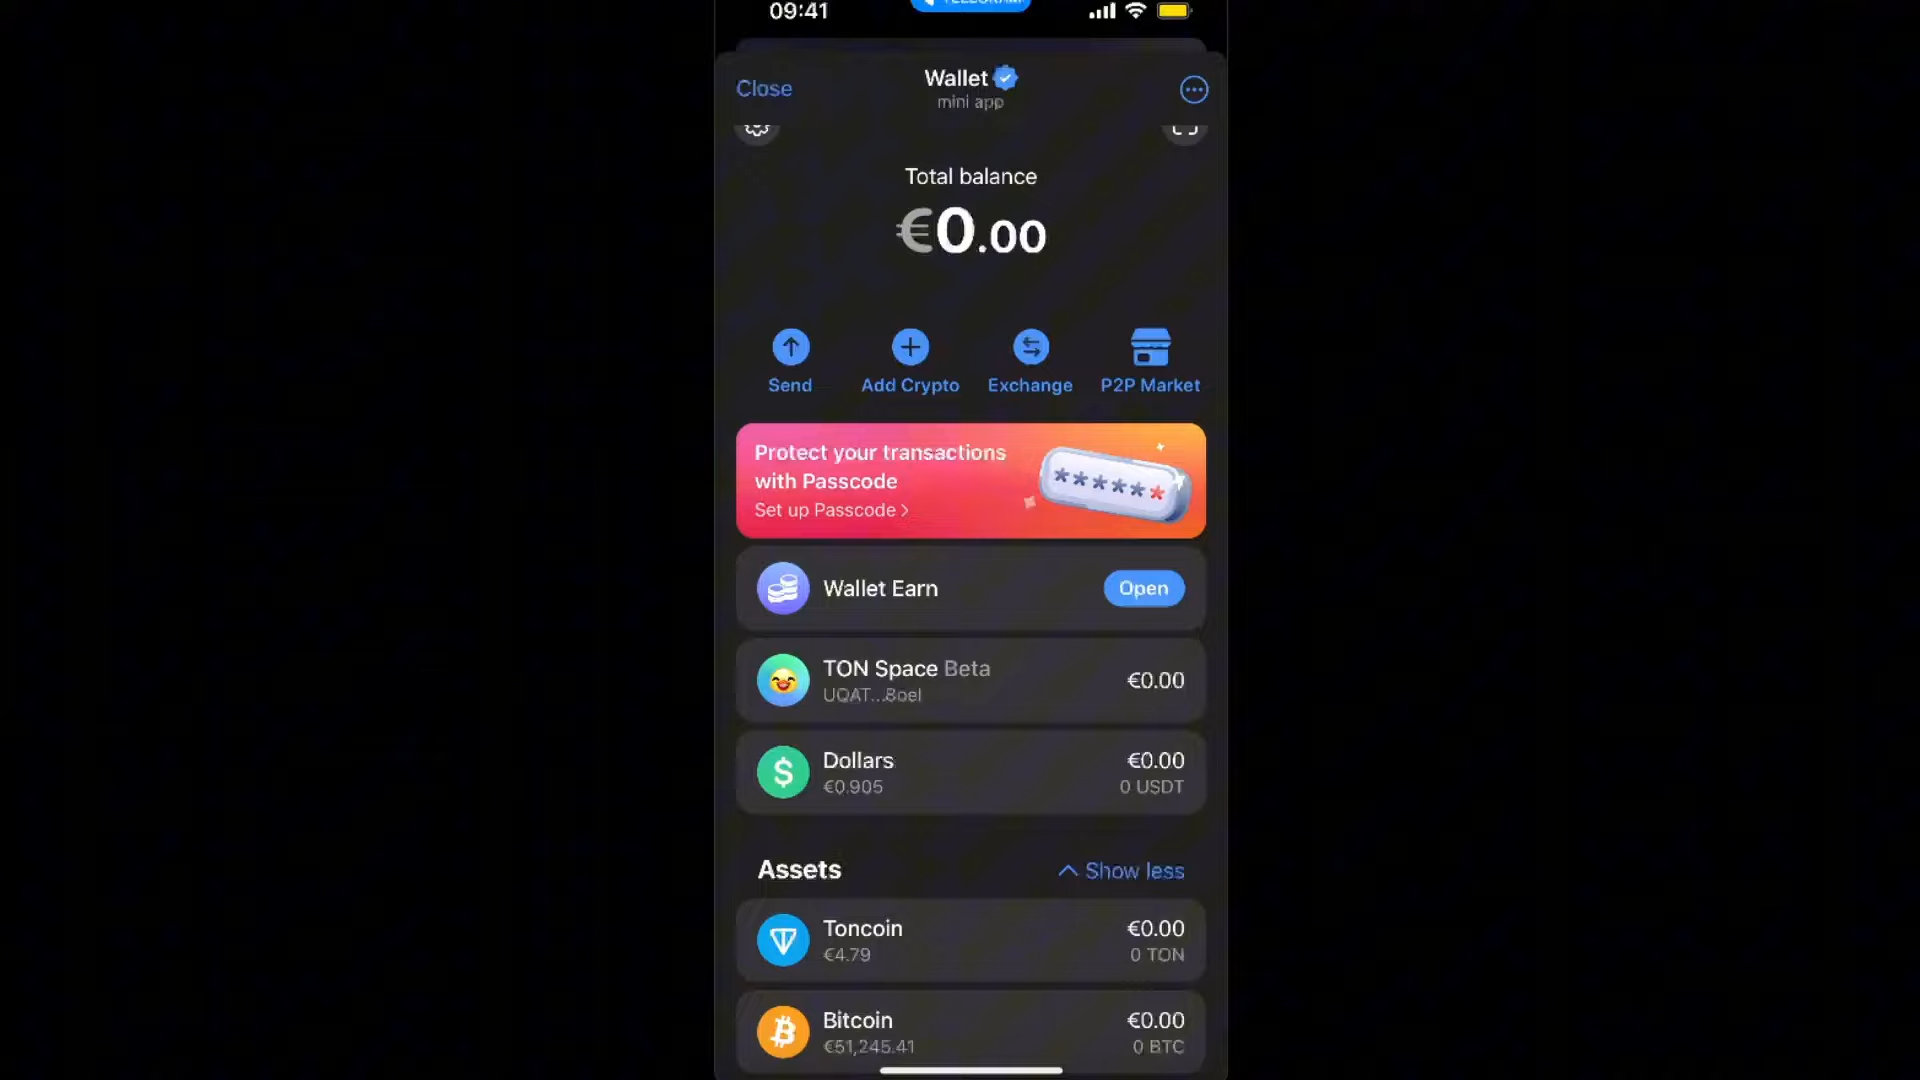 09:41
Close
Wallet
mini app
Total balance
€0.00
Send
Add Crypto
Exchange
P2P Market
Protect your transactions
with Passcode
Set up Passcode >
******
Wallet Earn
Open
TON Space Beta
€0.00
UQAT...8oel
Dollars
€0.00
€0.905
0 USDT
Assets
Show less
Toncoin
€0.00
€4.79
0 TON
Bitcoin
€0.00
€51,245.41
0 BTC